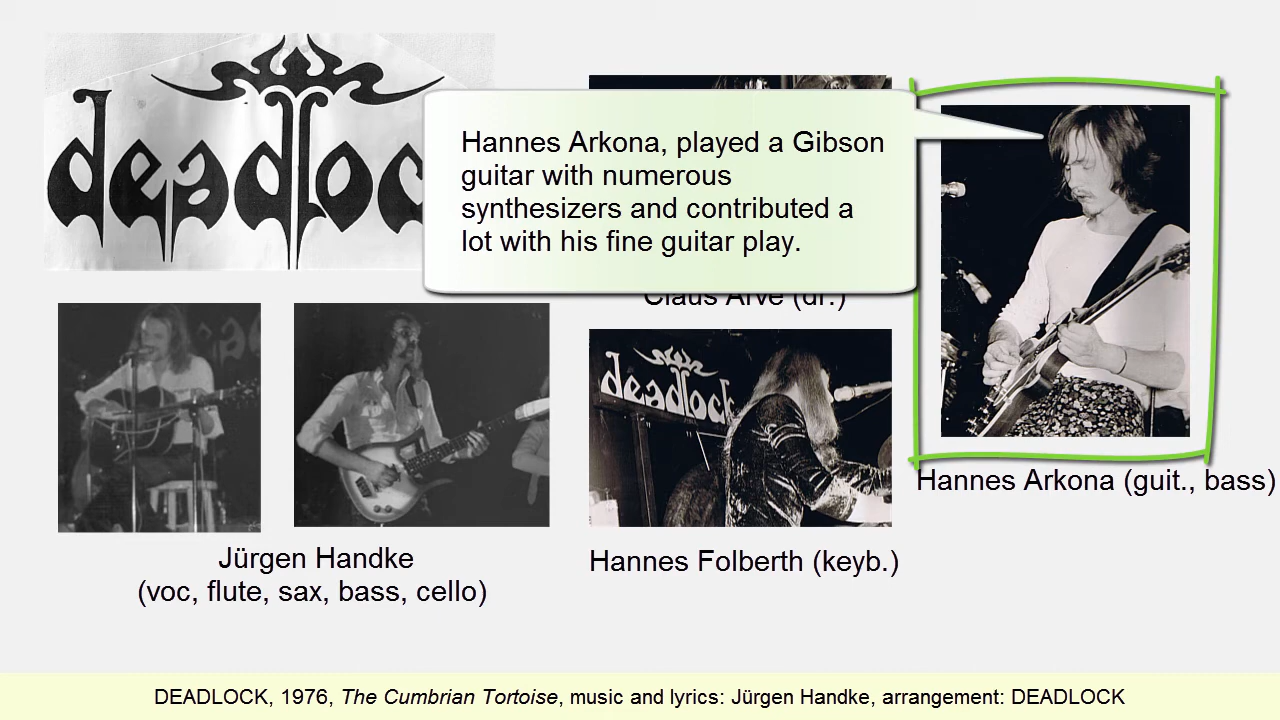 deadlock
Hannes Arkona, played a Gibson
guitar with numerous
synthesizers and contributed a
lot with his fine guitar play.
Claus Arve (dr.)
deadlock
Hannes Arkona (guit., bass)
Jürgen Handke
(voc, flute, sax, bass, cello)
Hannes Folberth (keyb.)
DEADLOCK, 1976, The Cumbrian Tortoise, music and lyrics: Jürgen Handke, arrangement: DEADLOCK